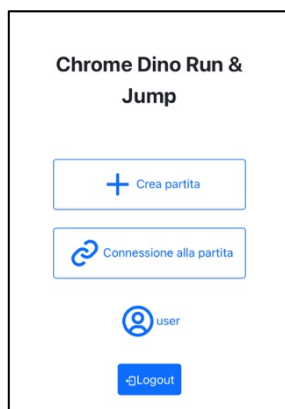 Chrome Dino Run &
Jump
Crea partita
Connessione alla partita
user
Logout